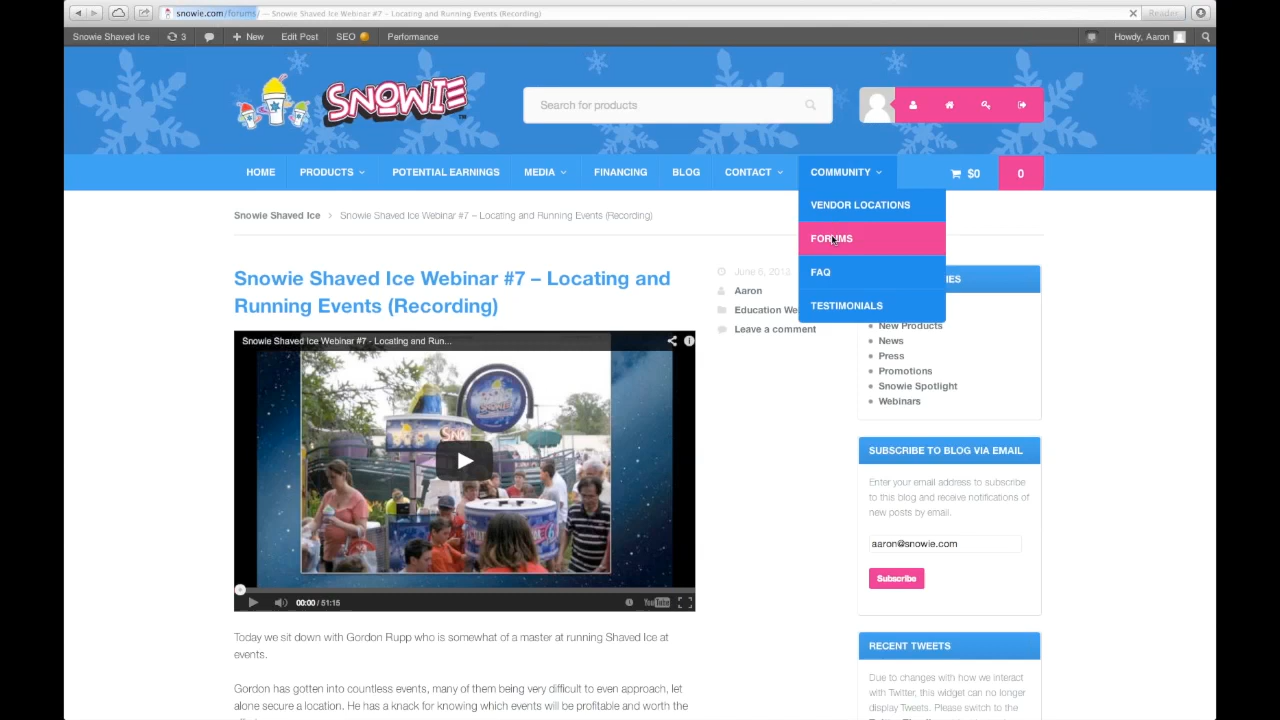 snowie.com/forums/ — Snowie Shaved Ice Webinar #7 - Locating and Running Events (Recording)
Reader
Snowie Shaved Ice
3
New
Edit Post
SEO
Performance
Howdy, Aaron
SNOWIE
Search for products
HOME
PRODUCTS
POTENTIAL EARNINGS
MEDIA
FINANCING
BLOG
CONTACT
COMMUNITY
$0
0
VENDOR LOCATIONS
FORUMS
FAQ
TESTIMONIALS
Snowie Shaved Ice
Snowie Shaved Ice Webinar #7 – Locating and Running Events (Recording)
Snowie Shaved Ice Webinar #7 – Locating and
Running Events (Recording)
Aaron
Education We
Leave a comment
Snowie Shaved Ice Webinar #7 - Locating and Run...
00:00 / 51:15
YouTube
Today we sit down with Gordon Rupp who is somewhat of a master at running Shaved Ice at
events.
Gordon has gotten into countless events, many of them being very difficult to even approach, let
alone secure a location. He has a knack for knowing which events will be profitable and worth the
IES
New Products
News
Press
Promotions
Snowie Spotlight
Webinars
SUBSCRIBE TO BLOG VIA EMAIL
Enter your email address to subscribe
to this blog and receive notifications of
new posts by email.
aaron@snowie.com
Subscribe
RECENT TWEETS
Due to changes with how we interact
with Twitter, this widget can no longer
display Tweets. Please switch to the